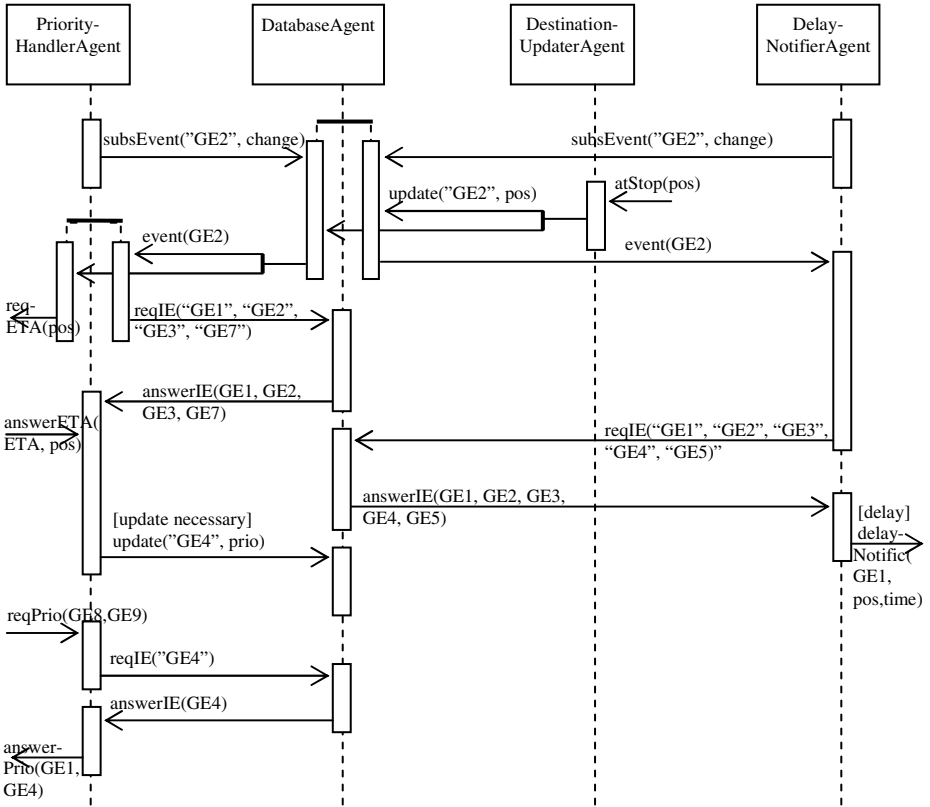 Priority-
HandlerAgent
DatabaseAgent
Destination-
UpdaterAgent
Delay-
NotifierAgent
subsEvent(”GE2”, change)
subsEvent(”GE2”, change)
atStop(pos)
update(”GE2”, pos)
event(GE2)
event(GE2)
req-
ETA(pos)
reqIE(“GE1”, “GE2”,
“GE3”, “GE7”)
answerIE(GE1, GE2,
GE3, GE7)
answerETA(
ETA, pos)
reqIE(“GE1”, “GE2”, “GE3”,
“GE4”, “GE5)”
answerIE(GE1, GE2, GE3,
GE4, GE5)
[delay]
delay-
Notific(
GE1,
pos,time)
[update necessary]
update(”GE4”, prio)
reqPrio(GE8,GE9)
reqIE(”GE4”)
answerIE(GE4)
answer-
Prio(GE1,
GE4)